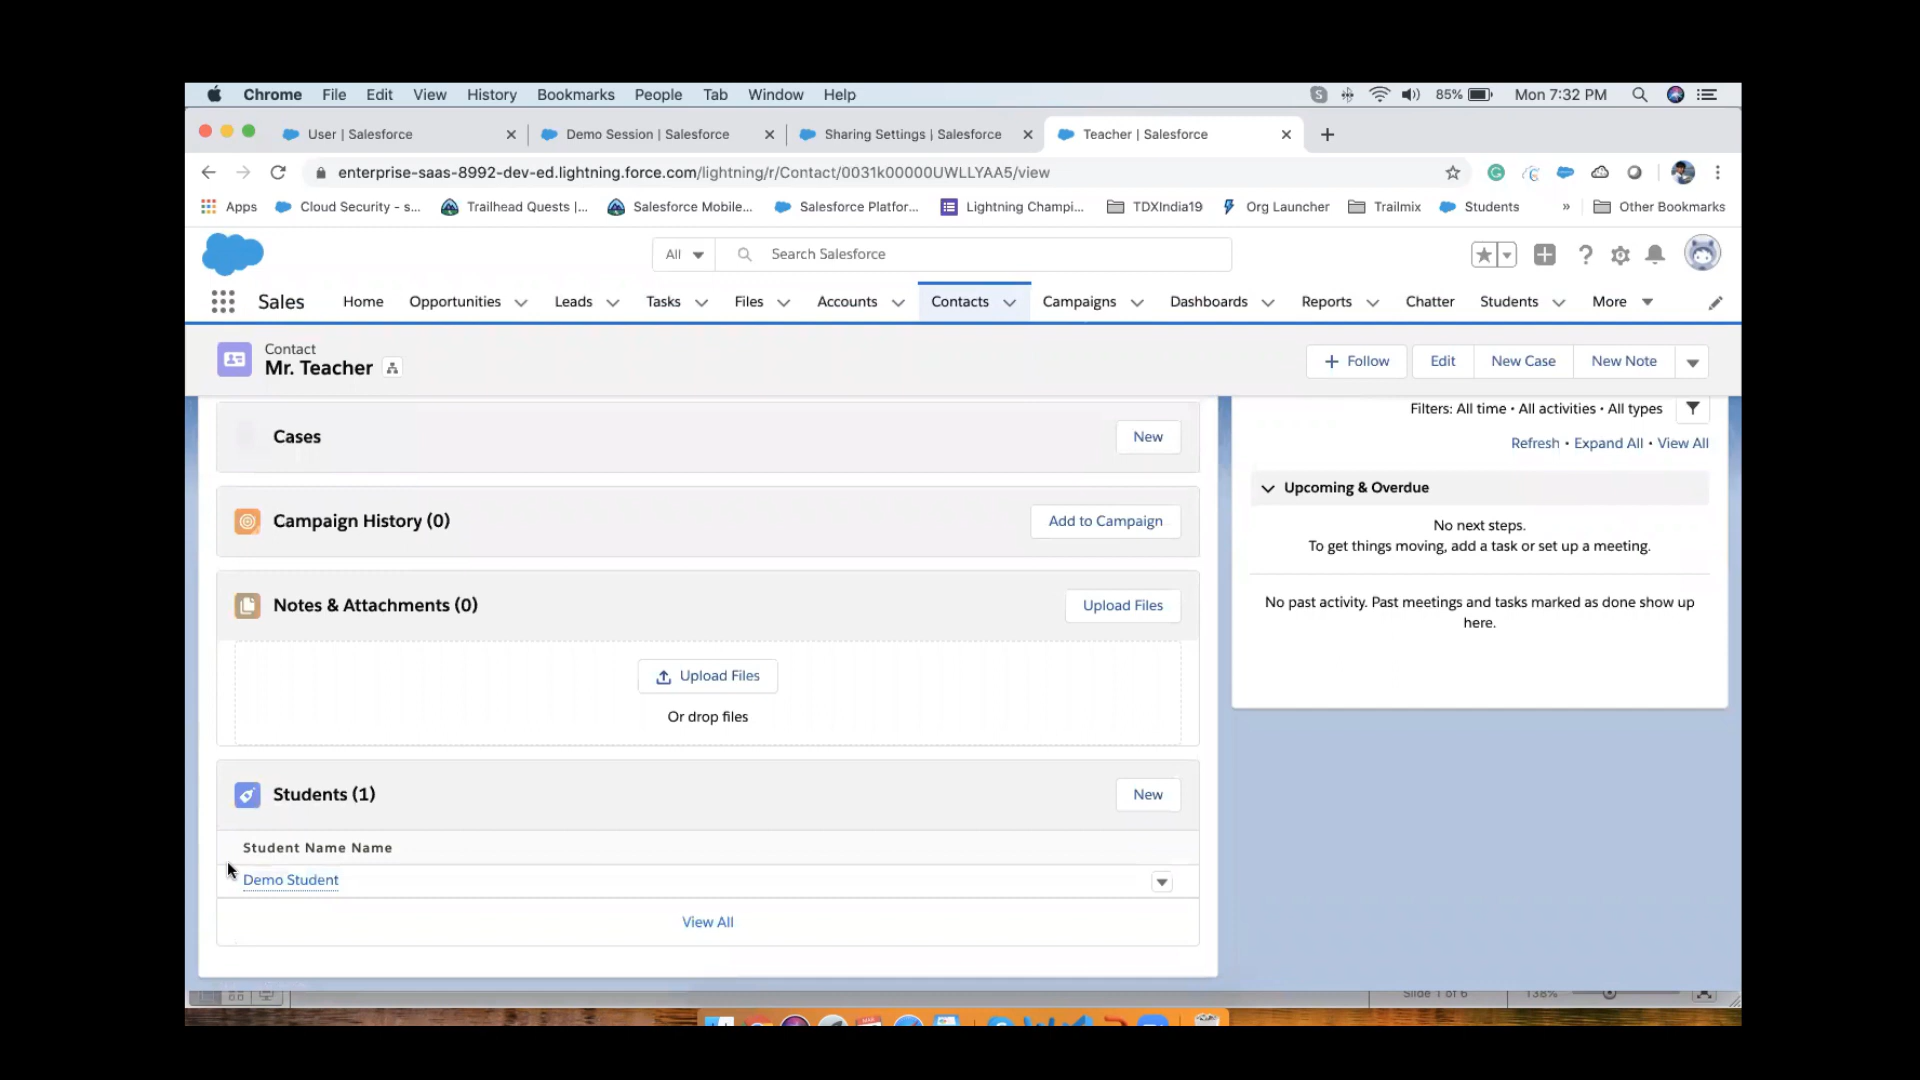 Chrome File Edit View History Bookmarks People Tab Window Help 85% Mon 7:32 PM
User | Salesforce Demo Session | Salesforce Sharing Settings | Salesforce Teacher | Salesforce
enterprise-saas-8992-dev-ed.lightning.force.com/lightning/r/Contact/0031k00000UWLLYAA5/view
Apps Cloud Security - s... Trailhead Quests |... Salesforce Mobile... Salesforce Platfor... Lightning Champi... TDXIndia19 Org Launcher Trailmix Students » Other Bookmarks
All Search Salesforce
Sales Home Opportunities Leads Tasks Files Accounts Contacts Campaigns Dashboards Reports Chatter Students More
Contact
Mr. Teacher
+ Follow Edit New Case New Note
Cases New
Campaign History (0) Add to Campaign
Notes & Attachments (0) Upload Files
Upload Files
Or drop files
Students (1) New
Student Name Name
Demo Student
View All
Filters: All time • All activities • All types
Refresh • Expand All • View All
Upcoming & Overdue
No next steps.
To get things moving, add a task or set up a meeting.
No past activity. Past meetings and tasks marked as done show up
here.
Slide 1 of 6 138%